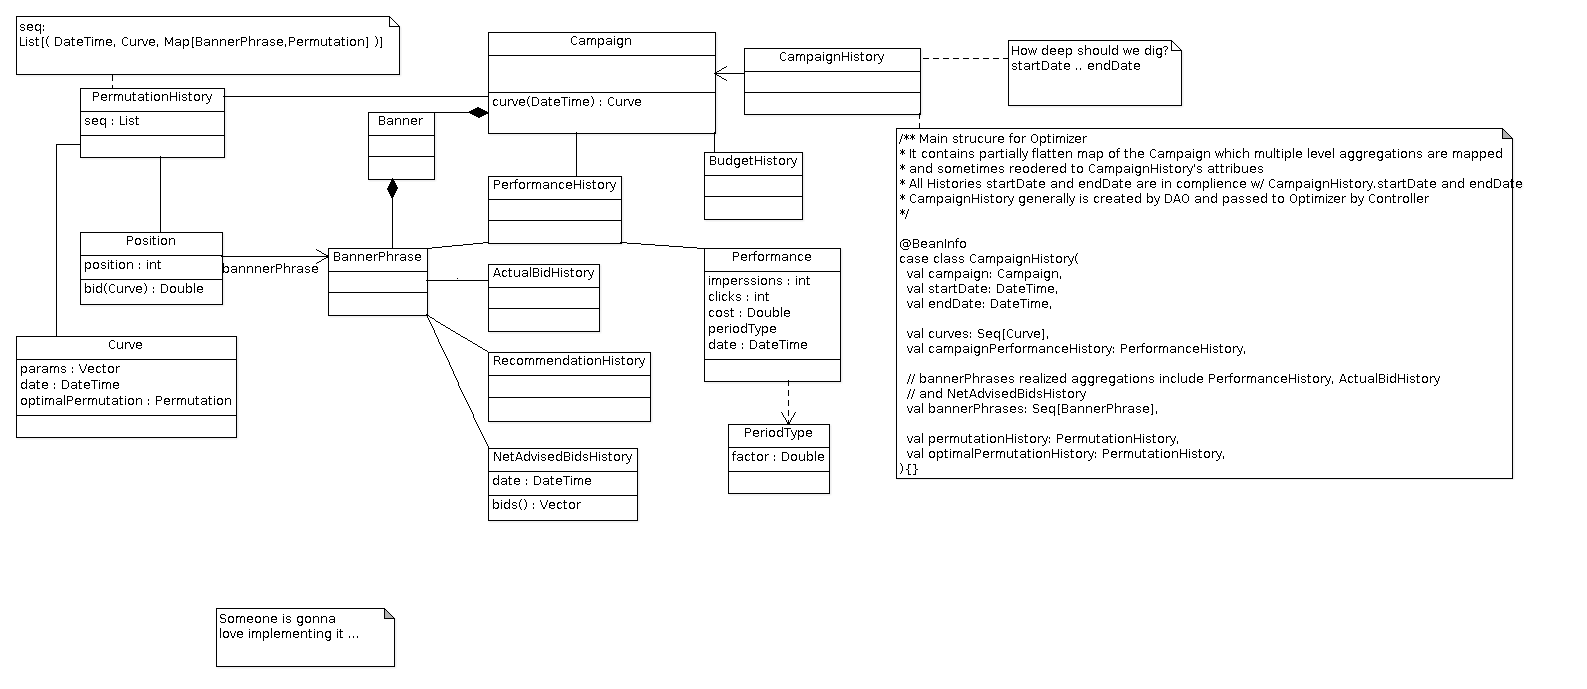 seq:
List[( DateTime, Curve, Map[BannerPhrase,Permutation] )]
PermutationHistory
seq : List
Campaign
curve(DateTime) : Curve
CampaignHistory
How deep should we dig?
startDate .. endDate
Banner
BudgetHistory
PerformanceHistory
/** Main strucure for Optimizer
* It contains partially flatten map of the Campaign which multiple level aggregations are mapped
* and sometimes reodered to CampaignHistory's attribues
* All Histories startDate and endDate are in complience w/ CampaignHistory.startDate and endDate
* CampaignHistory generally is created by DAO and passed to Optimizer by Controller
*/
@BeanInfo
case class CampaignHistory(
val campaign: Campaign,
val startDate: DateTime,
val endDate: DateTime,
val curves: Seq[Curve],
val campaignPerformanceHistory: PerformanceHistory,
// bannerPhrases realized aggregations include PerformanceHistory, ActualBidHistory
// and NetAdvisedBidsHistory
val bannerPhrases: Seq[BannerPhrase],
val permutationHistory: PermutationHistory,
val optimalPermutationHistory: PermutationHistory,
){}
Position
position : int
bid(Curve) : Double
bannnerPhrase
BannerPhrase
ActualBidHistory
Performance
imperssions : int
clicks : int
cost : Double
periodType
date : DateTime
Curve
params : Vector
date : DateTime
optimalPermutation : Permutation
RecommendationHistory
PeriodType
factor : Double
NetAdvisedBidsHistory
date : DateTime
bids() : Vector
Someone is gonna
love implementing it ...